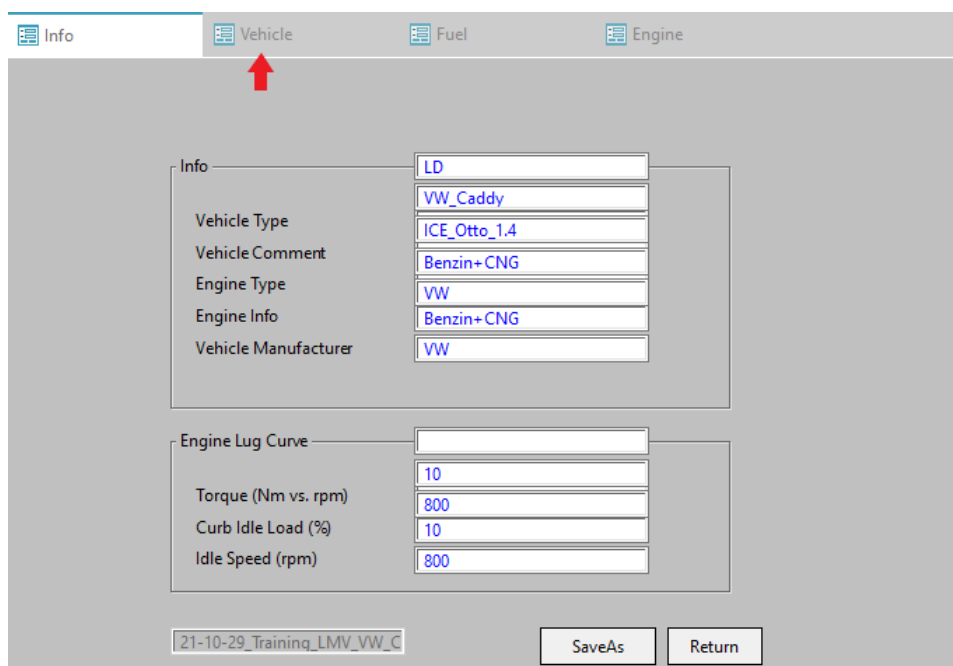 Info Vehicle Fuel Engine
Info
LD
VW_Caddy
Vehicle Type
ICE_Otto_1.4
Vehicle Comment
Benzin+CNG
Engine Type
VW
Engine Info
Benzin+CNG
Vehicle Manufacturer
VW
Engine Lug Curve
10
Torque (Nm vs. rpm)
800
Curb Idle Load (%)
10
Idle Speed (rpm)
800
21-10-29_Training_LMV_VW_C
SaveAs Return